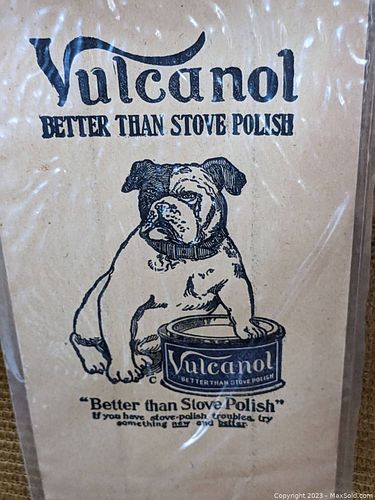 Vulcanol
BETTER THAN STOVE POLISH
Vulcanol
BETTER THAN STOVE POLISH
"Better than Stove Polish"
If you have stove-polish troubles, try
something new and better.
Copyright 2023 - MaxSold.com